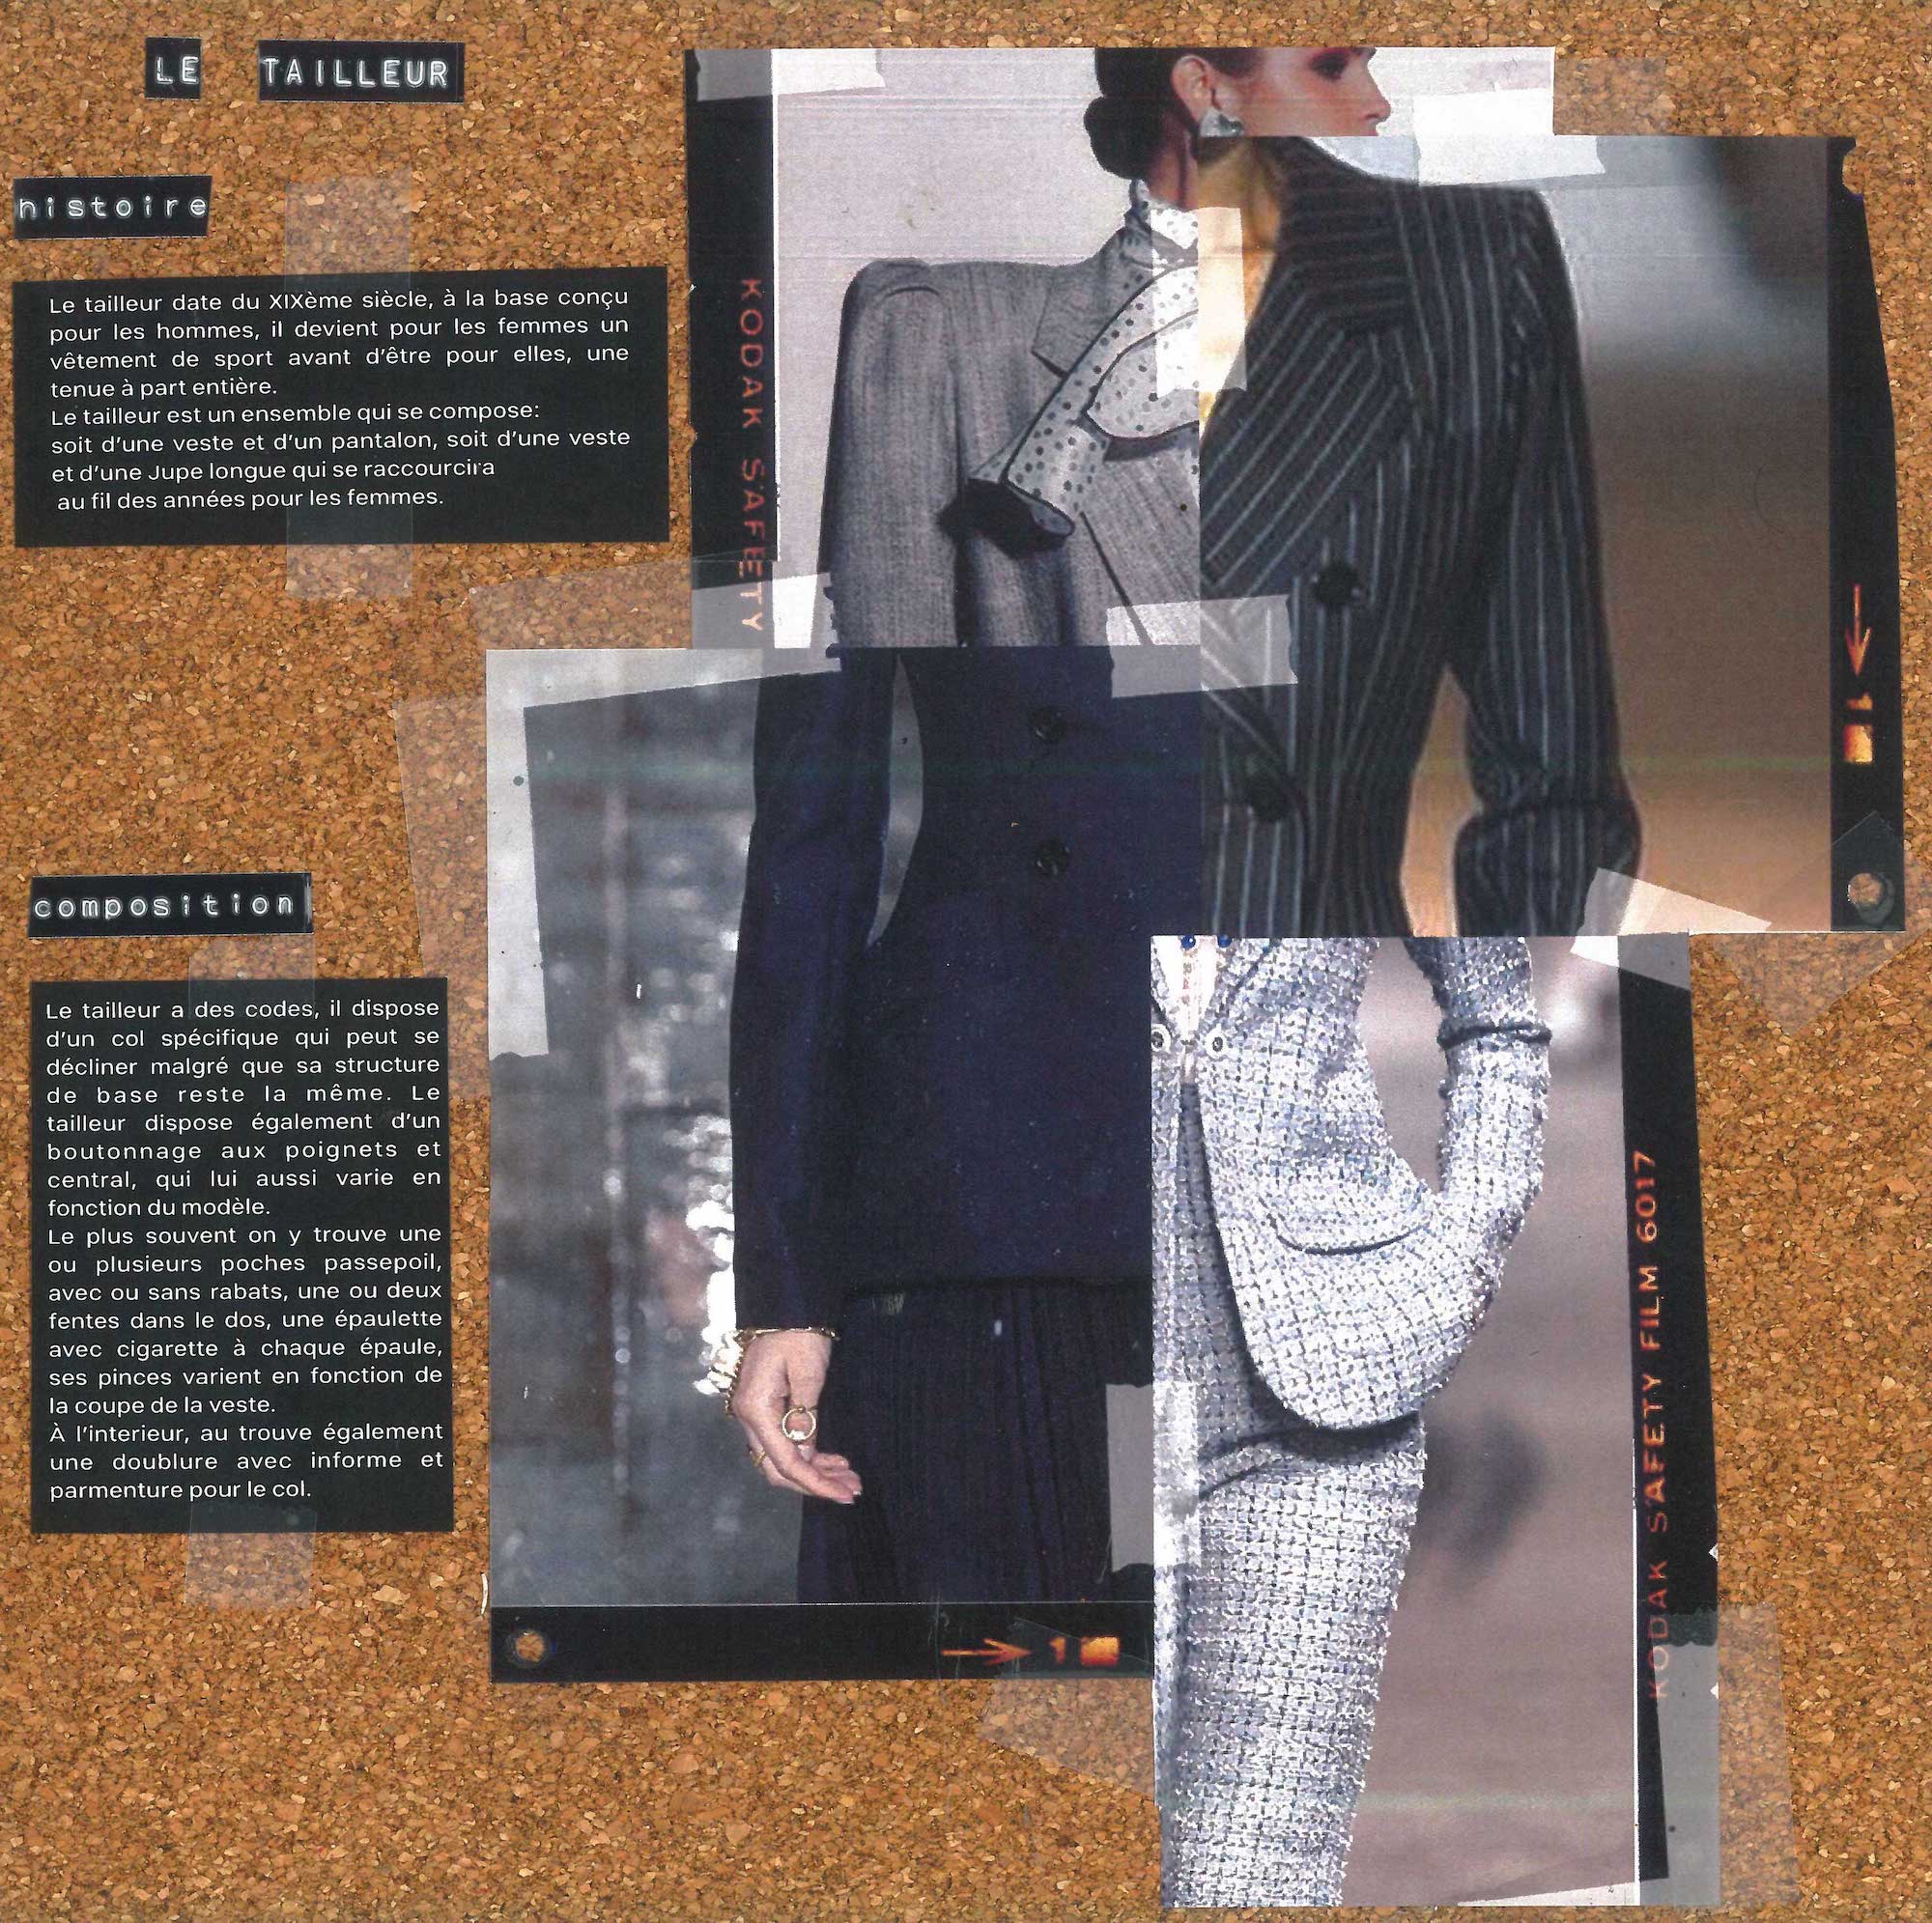 LE TAILLEUR
histoire
Le tailleur date du XIXème siècle, à la base conçu
pour les hommes, il devient pour les femmes un
vêtement de sport avant d'être pour elles, une
tenue à part entière.
Le tailleur est un ensemble qui se compose:
soit d'une veste et d'un pantalon, soit d'une veste
et d'une Jupe longue qui se raccourcira
au fil des années pour les femmes.
composition
Le tailleur a des codes, il dispose
d'un col spécifique qui peut se
décliner malgré que sa structure
de base reste la même. Le
tailleur dispose également d'un
boutonnage aux poignets et
central, qui lui aussi varie en
fonction du modèle.
Le plus souvent on y trouve une
ou plusieurs poches passepoil,
avec ou sans rabats, une ou deux
fentes dans le dos, une épaulette
avec cigarette à chaque épaule,
ses pinces varient en fonction de
la coupe de la veste.
À l'interieur, au trouve également
une doublure avec informe et
parmenture pour le col.
KODAK SAFETY
1
1
KODAK SAFETY FILM 6017